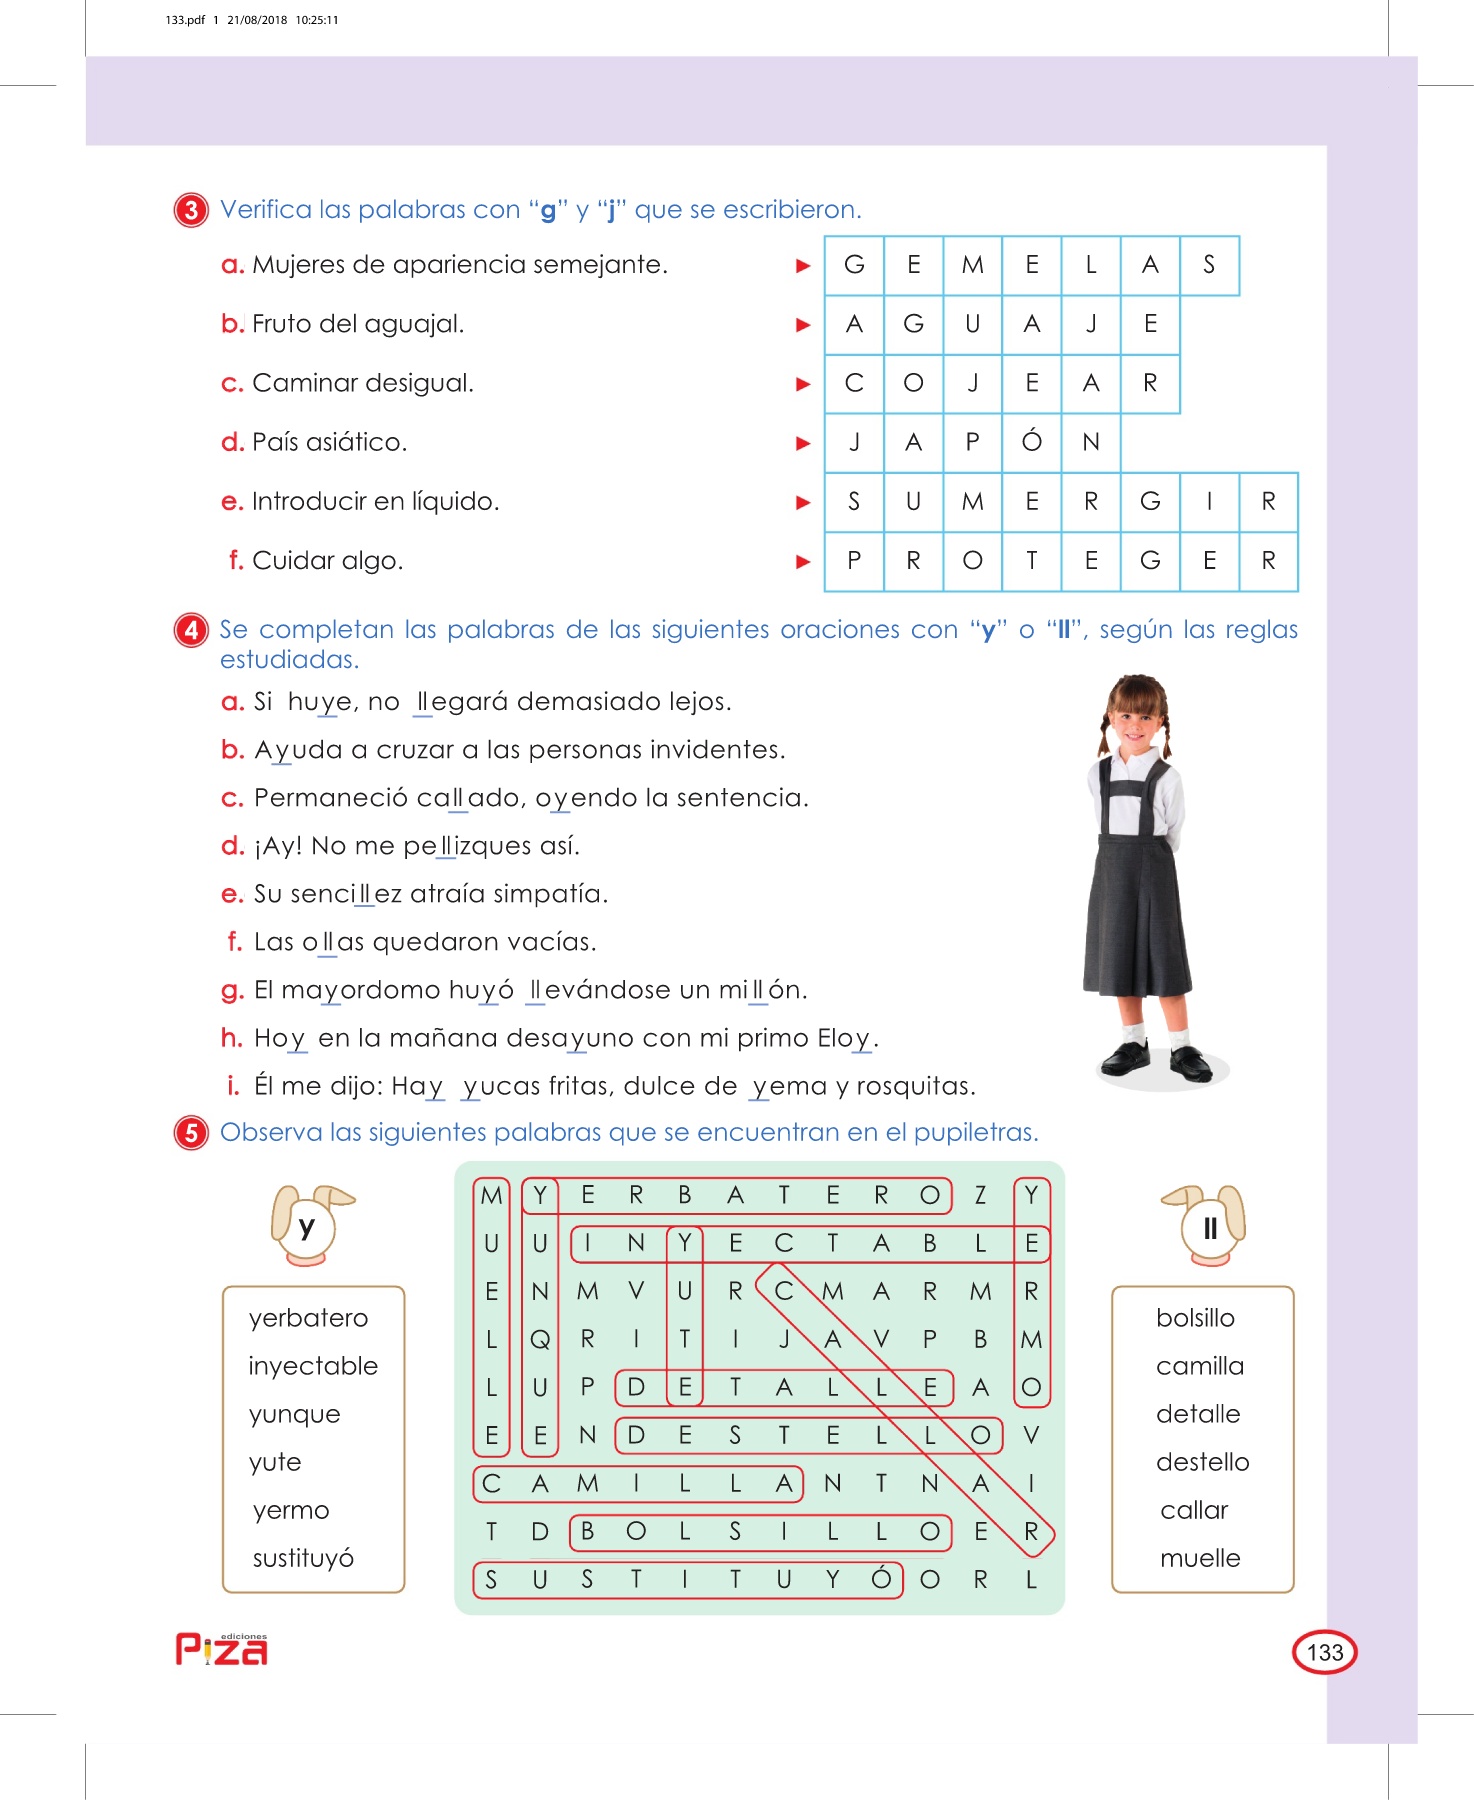 133.pdf 1 21/08/2018 10:25:11
3 Verifica las palabras con “g” y “j” que se escribieron.
a. Mujeres de apariencia semejante. ► G E M E L A S
b. Fruto del aguajal. ► A G U A J E
c. Caminar desigual. ► C O J E A R
d. País asiático. ► J A P Ó N
e. Introducir en líquido. ► S U M E R G I R
f. Cuidar algo. ► P R O T E G E R
4 Se completan las palabras de las siguientes oraciones con “y” o “ll”, según las reglas
estudiadas.
a. Si huye, no llegará demasiado lejos.
b. Ayuda a cruzar a las personas invidentes.
c. Permaneció callado, oyendo la sentencia.
d. ¡Ay! No me pellizques así.
e. Su sencillez atraía simpatía.
f. Las ollas quedaron vacías.
g. El mayordomo huyó llevándose un millón.
h. Hoy en la mañana desayuno con mi primo Eloy.
i. Él me dijo: Hay yucas fritas, dulce de yema y rosquitas.
5 Observa las siguientes palabras que se encuentran en el pupiletras.
y
yerbatero
inyectable
yunque
yute
yermo
sustituyó
M Y E R B A T E R O Z Y
U U I N Y E C T A B L E
E N M V U R C M A R M R
L Q R I T I J A V P B M
L U P D E T A L L E A O
E E N D E S T E L L O V
C A M I L L A N T N A I
T D B O L S I L L O E R
S U S T I T U Y Ó O R L
ll
bolsillo
camilla
detalle
destello
callar
muelle
ediciones
Piza
133